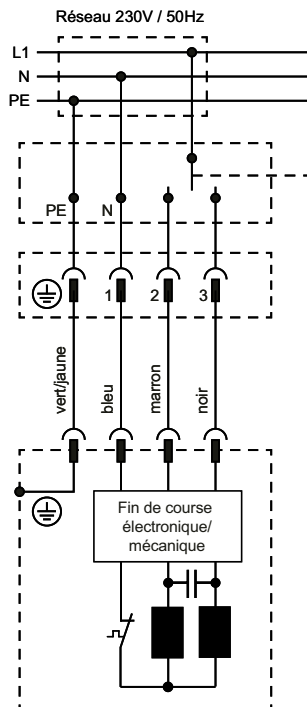 Réseau 230V / 50Hz
L1
N
PE
PE N
1 2 3
vert/jaune
bleu
marron
noir
Fin de course
électronique/
mécanique